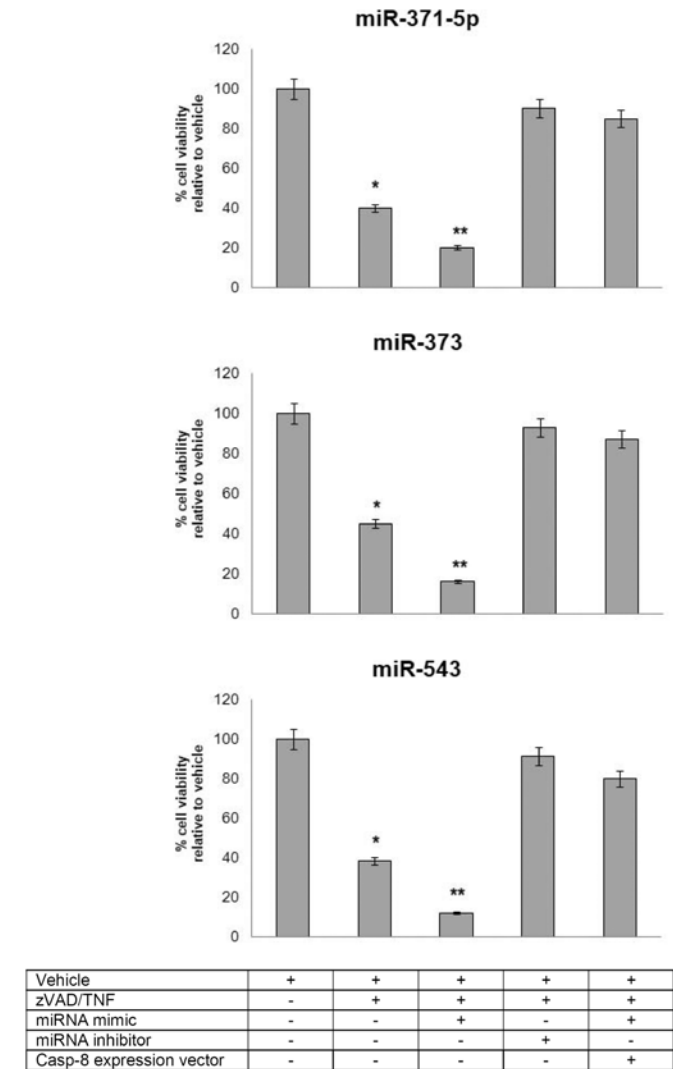 miR-371-5p
% cell viability
relative to vehicle
120
100
80
60
40
20
0
*
**
miR-373
% cell viability
relative to vehicle
120
100
80
60
40
20
0
*
**
miR-543
% cell viability
relative to vehicle
120
100
80
60
40
20
0
*
**
Vehicle + + + + +
zVAD/TNF - + + + +
miRNA mimic - - + - +
miRNA inhibitor - - - + -
Casp-8 expression vector - - - - +